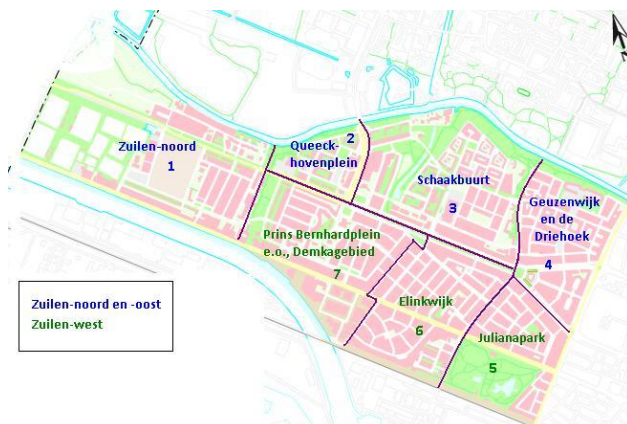 Zuilen-noord
1
2
Queeck-
hovenplein
Schaakbuurt
3
Geuzenwijk
en de
Driehoek
4
Prins Bernhardplein
e.o., Demkagebied
7
Elinkwijk
6
Julianapark
5
Zuilen-noord en -oost
Zuilen-west